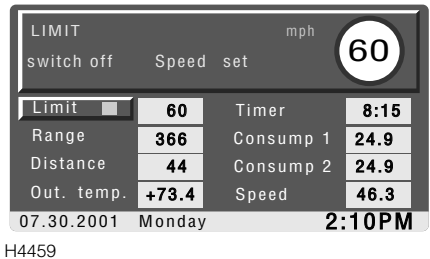 LIMIT mph 60
switch off Speed set
Limit 60 Timer 8:15
Range 366 Consump 1 24.9
Distance 44 Consump 2 24.9
Out. temp. +73.4 Speed 46.3
07.30.2001 Monday 2:10PM
H4459